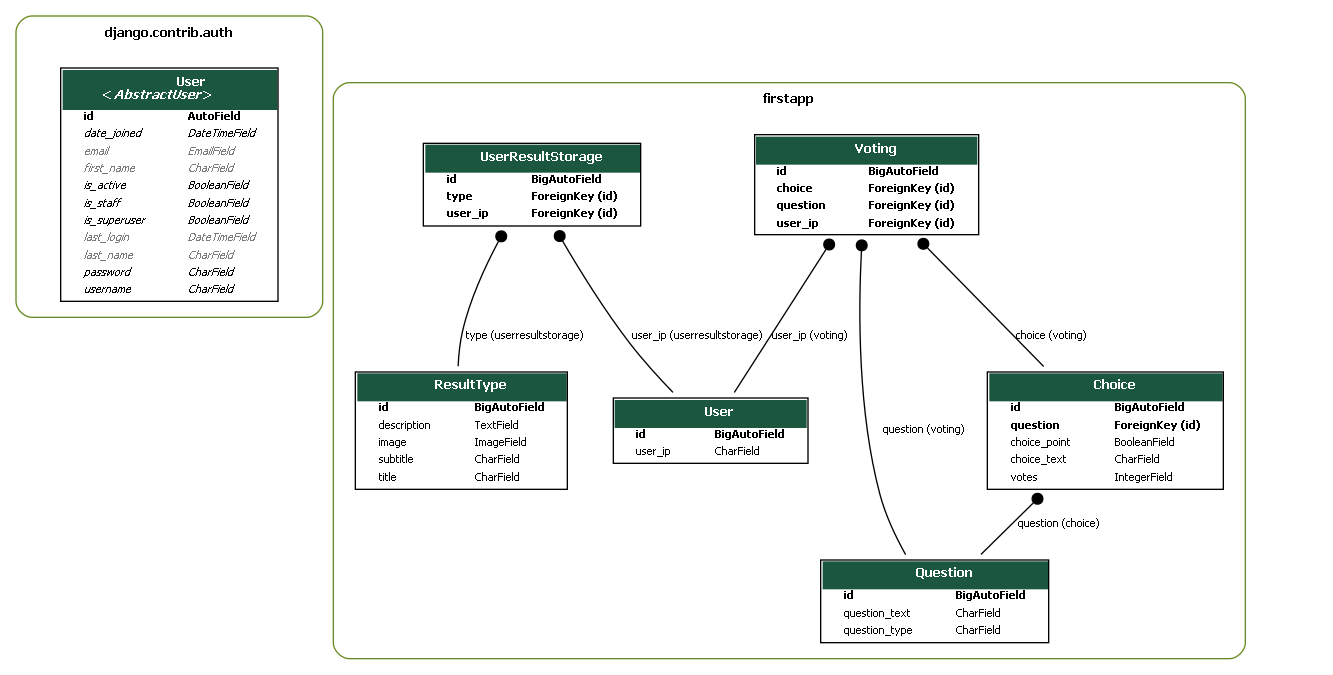 django.contrib.auth
User
<AbstractUser>
id AutoField
date_joined DateTimeField
email EmailField
first_name CharField
is_active BooleanField
is_staff BooleanField
is_superuser BooleanField
last_login DateTimeField
last_name CharField
password CharField
username CharField
firstapp
UserResultStorage
id BigAutoField
type ForeignKey (id)
user_ip ForeignKey (id)
Voting
id BigAutoField
choice ForeignKey (id)
question ForeignKey (id)
user_ip ForeignKey (id)
type (userresultstorage)
user_ip (userresultstorage)
user_ip (voting)
choice (voting)
ResultType
id BigAutoField
description TextField
image ImageField
subtitle CharField
title CharField
User
id BigAutoField
user_ip CharField
question (voting)
Choice
id BigAutoField
question ForeignKey (id)
choice_point BooleanField
choice_text CharField
votes IntegerField
question (choice)
Question
id BigAutoField
question_text CharField
question_type CharField